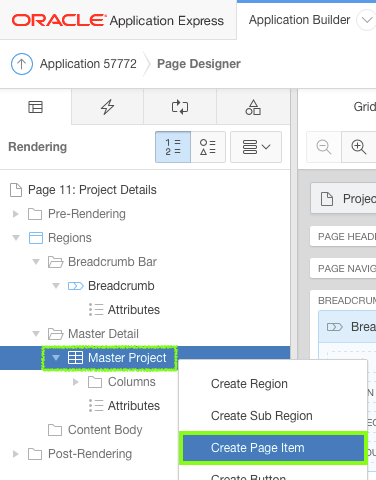 ORACLE Application Express
Application Builder
Application 57772
Page Designer
Grid
Rendering
Page 11: Project Details
Pre-Rendering
Regions
Breadcrumb Bar
Breadcrumb
Attributes
Master Detail
Master Project
Columns
Attributes
Content Body
Post-Rendering
Projec
PAGE HEAD
PAGE NAVIG
BREADCRUM
Brea
Create Region
Create Sub Region
Create Page Item
Create Button